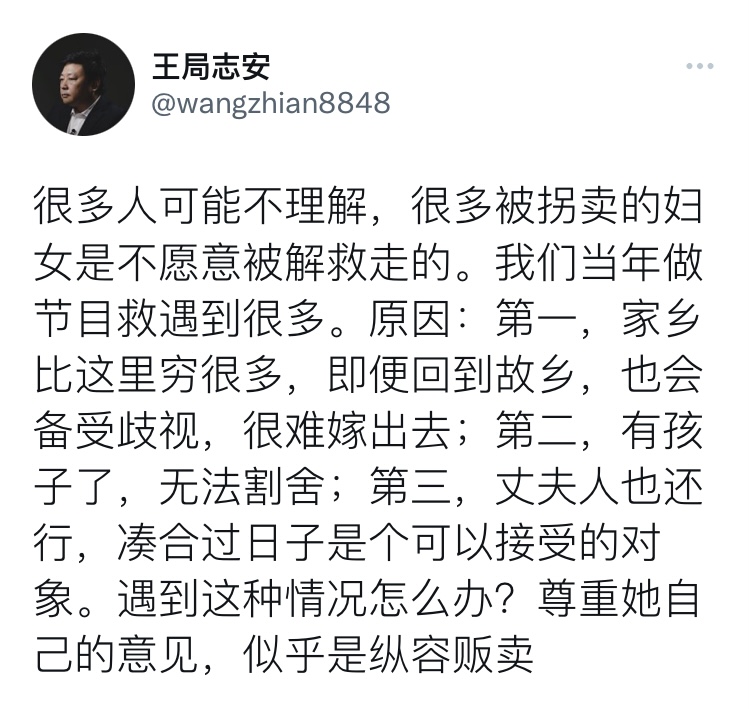 王局志安
@wangzhian8848
很多人可能不理解，很多被拐卖的妇
女是不愿意被解救走的。我们当年做
节目救遇到很多。原因：第一，家乡
比这里穷很多，即便回到故乡，也会
备受歧视，很难嫁出去；第二，有孩
子了，无法割舍；第三，丈夫人也还
行，凑合过日子是个可以接受的对
象。遇到这种情况怎么办？尊重她自
己的意见，似乎是纵容贩卖